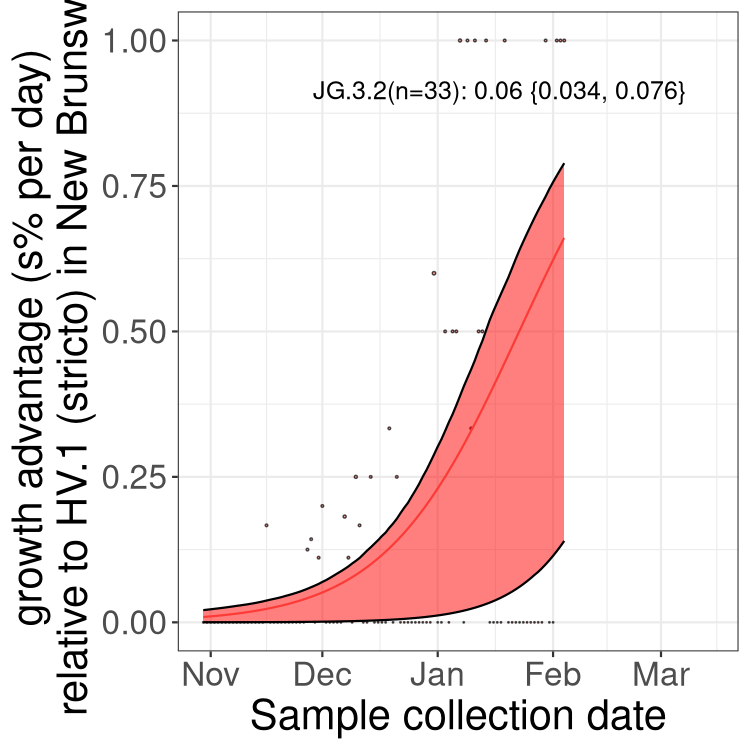 growth advantage (s% per day)
relative to HV.1 (stricto) in New Brunsw
1.00
0.75
0.50
0.25
0.00
JG.3.2(n=33): 0.06 {0.034, 0.076}
Nov Dec Jan Feb Mar
Sample collection date